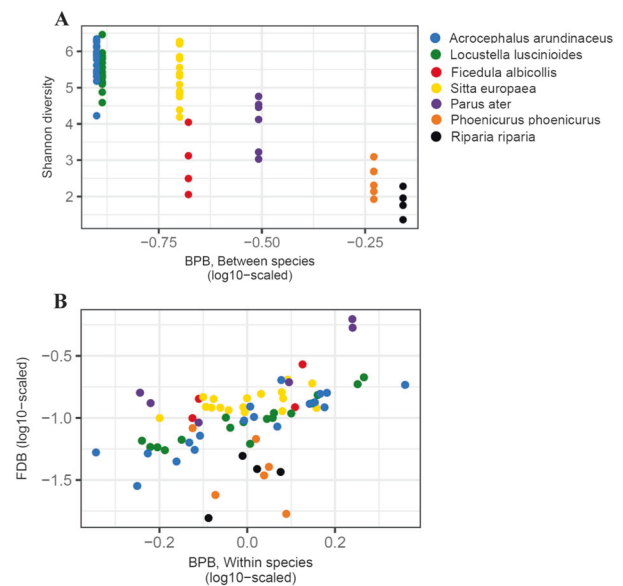 A
Shannon diversity
6
5
4
3
2
−0.75
−0.50
−0.25
BPB, Between species
(log10−scaled)
Acrocephalus arundinaceus
Locustella luscinioides
Ficedula albicollis
Sitta europaea
Parus ater
Phoenicurus phoenicurus
Riparia riparia
B
FDB (log10−scaled)
−0.5
−1.0
−1.5
−0.2
0.0
0.2
BPB, Within species
(log10−scaled)